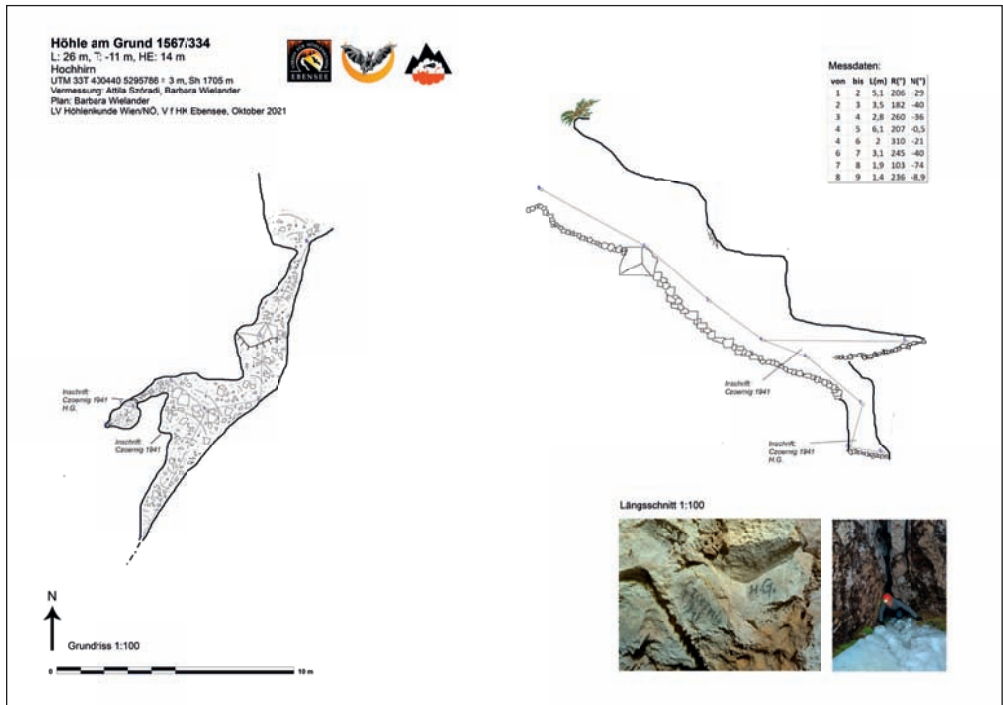 Höhle am Grund 1567/334
L: 26 m, T: -11 m, HE: 14 m
Hochhirn
UTM 33T 400440 5295786 ± 3 m, Sh 1705 m
Vermessung: Attila Szóradi, Barbara Wielander
Plan: Barbara Wielander
LV Höhlenkunde Wien/NÖ, V f HK Ebensee, Oktober 2021
EBENSEE
Messdaten:
von bis L(m) R(°) N(°)
1 2 5,1 206 -29
2 3 3,5 182 -40
3 4 2,8 260 -36
4 5 6,1 207 -0,5
4 6 2 310 -21
6 7 3,1 245 -40
7 8 1,9 103 -74
8 9 1,4 236 -8,9
Inschrift:
Czoernig 1941
H.G.
Inschrift:
Czoernig 1941
Inschrift:
Czoernig 1941
Inschrift:
Czoernig 1941
H.G.
Längsschnitt 1:100
H.G.
N
Grundriss 1:100
0 10 m